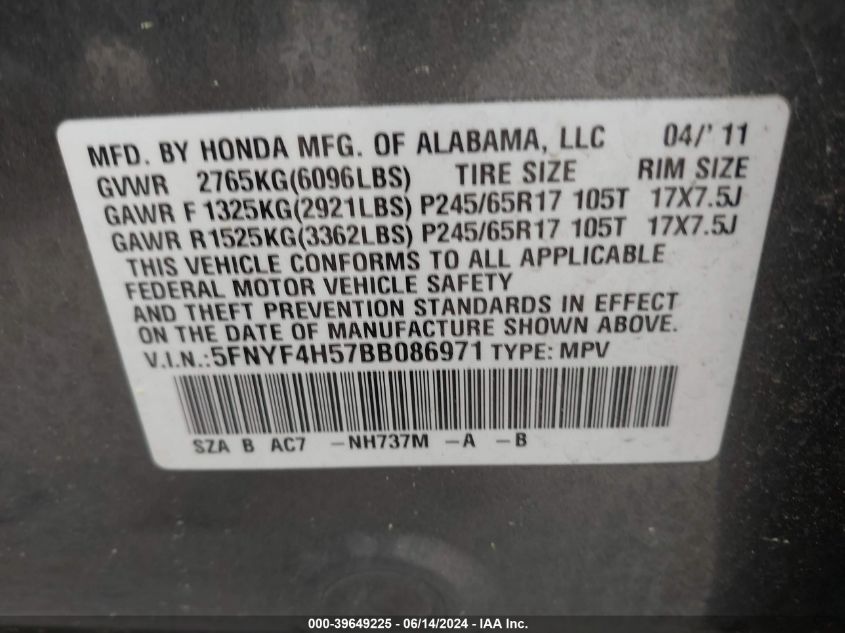 MFD. BY HONDA MFG. OF ALABAMA, LLC 04/' 11
GVWR 2765KG(6096LBS) TIRE SIZE RIM SIZE
GAWR F 1325KG(2921LBS) P245/65R17 105T 17X7.5J
GAWR R1525KG(3362LBS) P245/65R17 105T 17X7.5J
THIS VEHICLE CONFORMS TO ALL APPLICABLE
FEDERAL MOTOR VEHICLE SAFETY
AND THEFT PREVENTION STANDARDS IN EFFECT
ON THE DATE OF MANUFACTURE SHOWN ABOVE.
V.I.N.:5FNYF4H57BB086971 TYPE: MPV
SZA B AC7 -NH737M -A -B
000-39649225 - 06/14/2024 - IAA Inc.